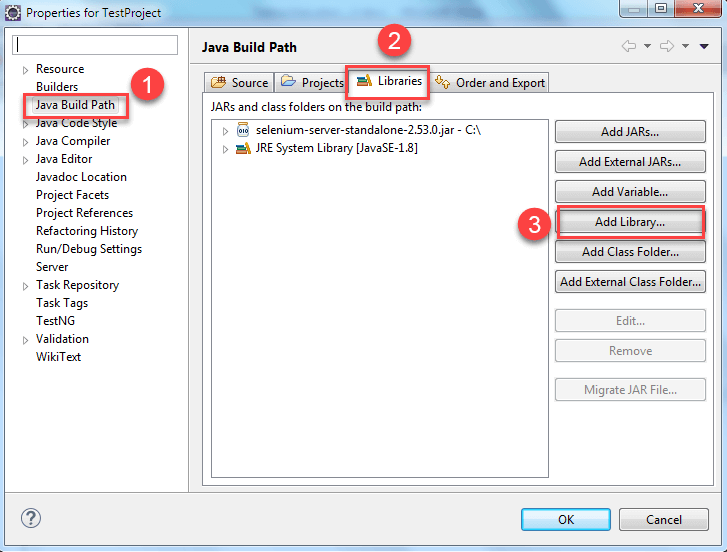 Properties for TestProject
Resource
Builders
Java Build Path
Java Code Style
Java Compiler
Java Editor
Javadoc Location
Project Facets
Project References
Refactoring History
Run/Debug Settings
Server
Task Repository
Task Tags
TestNG
Validation
WikiText
1
Java Build Path
2
Source
Projects
Libraries
Order and Export
JARs and class folders on the build path:
selenium-server-standalone-2.53.0.jar - C:\
JRE System Library [JavaSE-1.8]
Add JARs...
Add External JARs...
Add Variable...
3
Add Library...
Add Class Folder...
Add External Class Folder...
Edit...
Remove
Migrate JAR File...
?
OK
Cancel